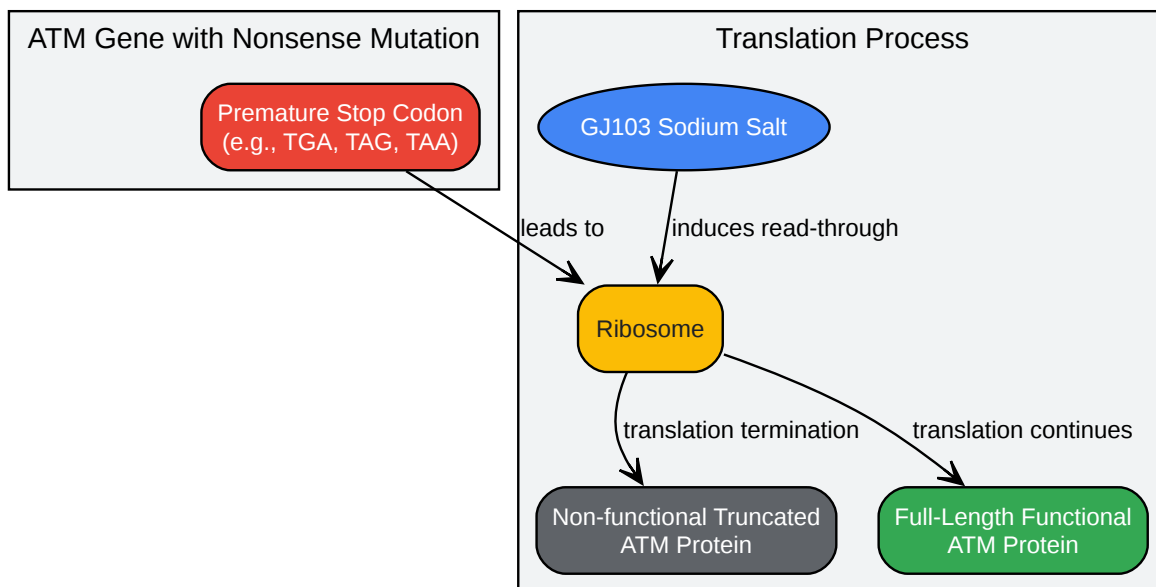 ATM Gene with Nonsense Mutation
Premature Stop Codon
(e.g., TGA, TAG, TAA)
Translation Process
GJ103 Sodium Salt
leads to
induces read-through
Ribosome
translation termination
translation continues
Non-functional Truncated
ATM Protein
Full-Length Functional
ATM Protein